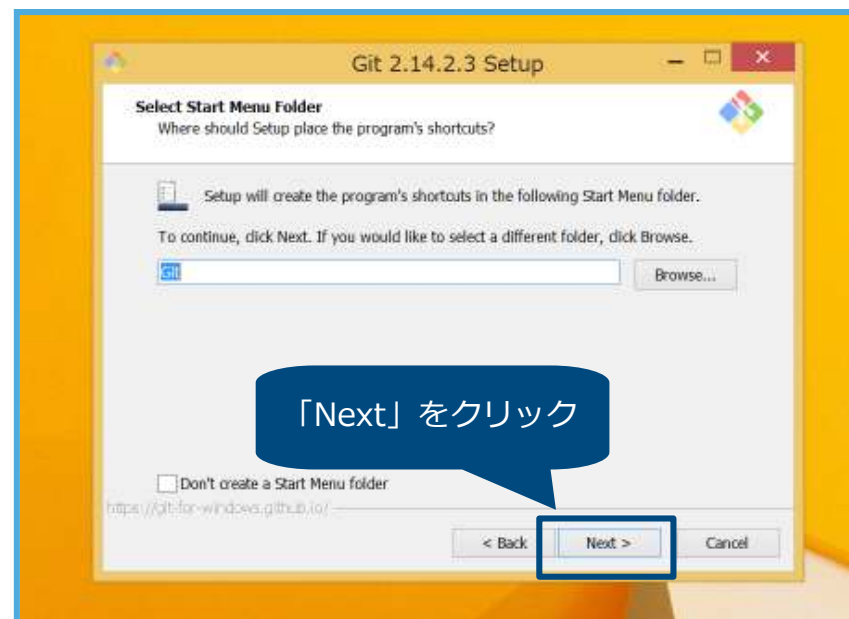 Git 2.14.2.3 Setup
Select Start Menu Folder
Where should Setup place the program's shortcuts?
Setup will create the program's shortcuts in the following Start Menu folder.
To continue, click Next. If you would like to select a different folder, click Browse.
Git
Browse...
「Next」をクリック
Don't create a Start Menu folder
https://git-for-windows.github.io/
< Back
Next >
Cancel